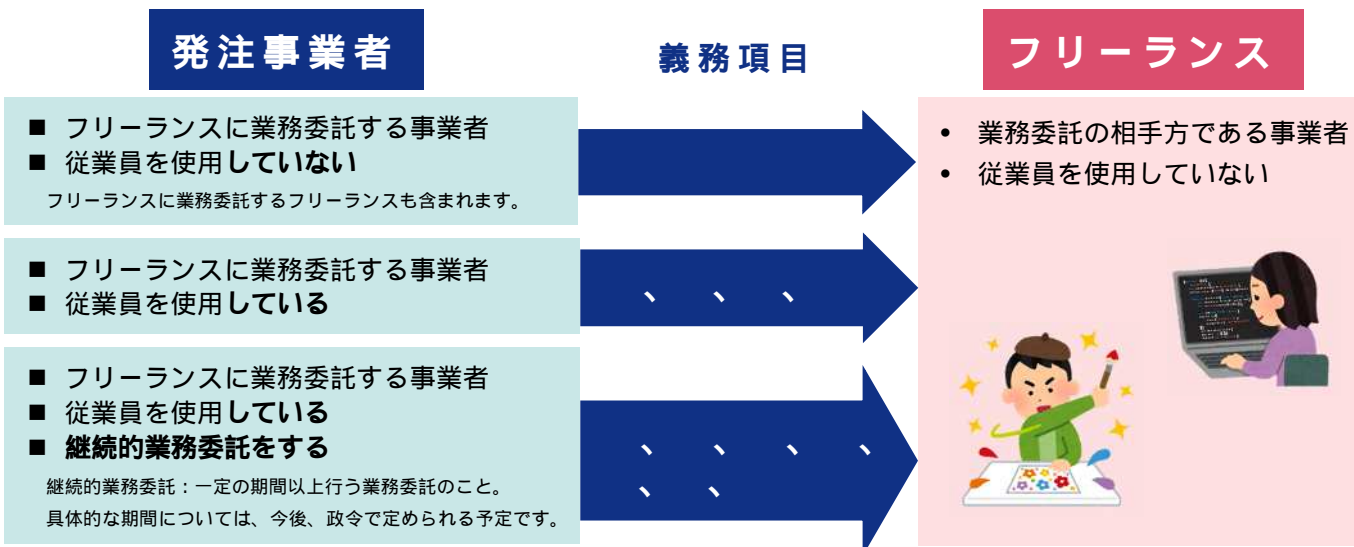 発注事業者
義務項目
フリーランス
■ フリーランスに業務委託する事業者
■ 従業員を使用していない
フリーランスに業務委託するフリーランスも含まれます。
■ フリーランスに業務委託する事業者
■ 従業員を使用している
、 、 、
■ フリーランスに業務委託する事業者
■ 従業員を使用している
■ 継続的業務委託をする
継続的業務委託：一定の期間以上行う業務委託のこと。
具体的な期間については、今後、政令で定められる予定です。
、 、 、 、
、 、
• 業務委託の相手方である事業者
• 従業員を使用していない